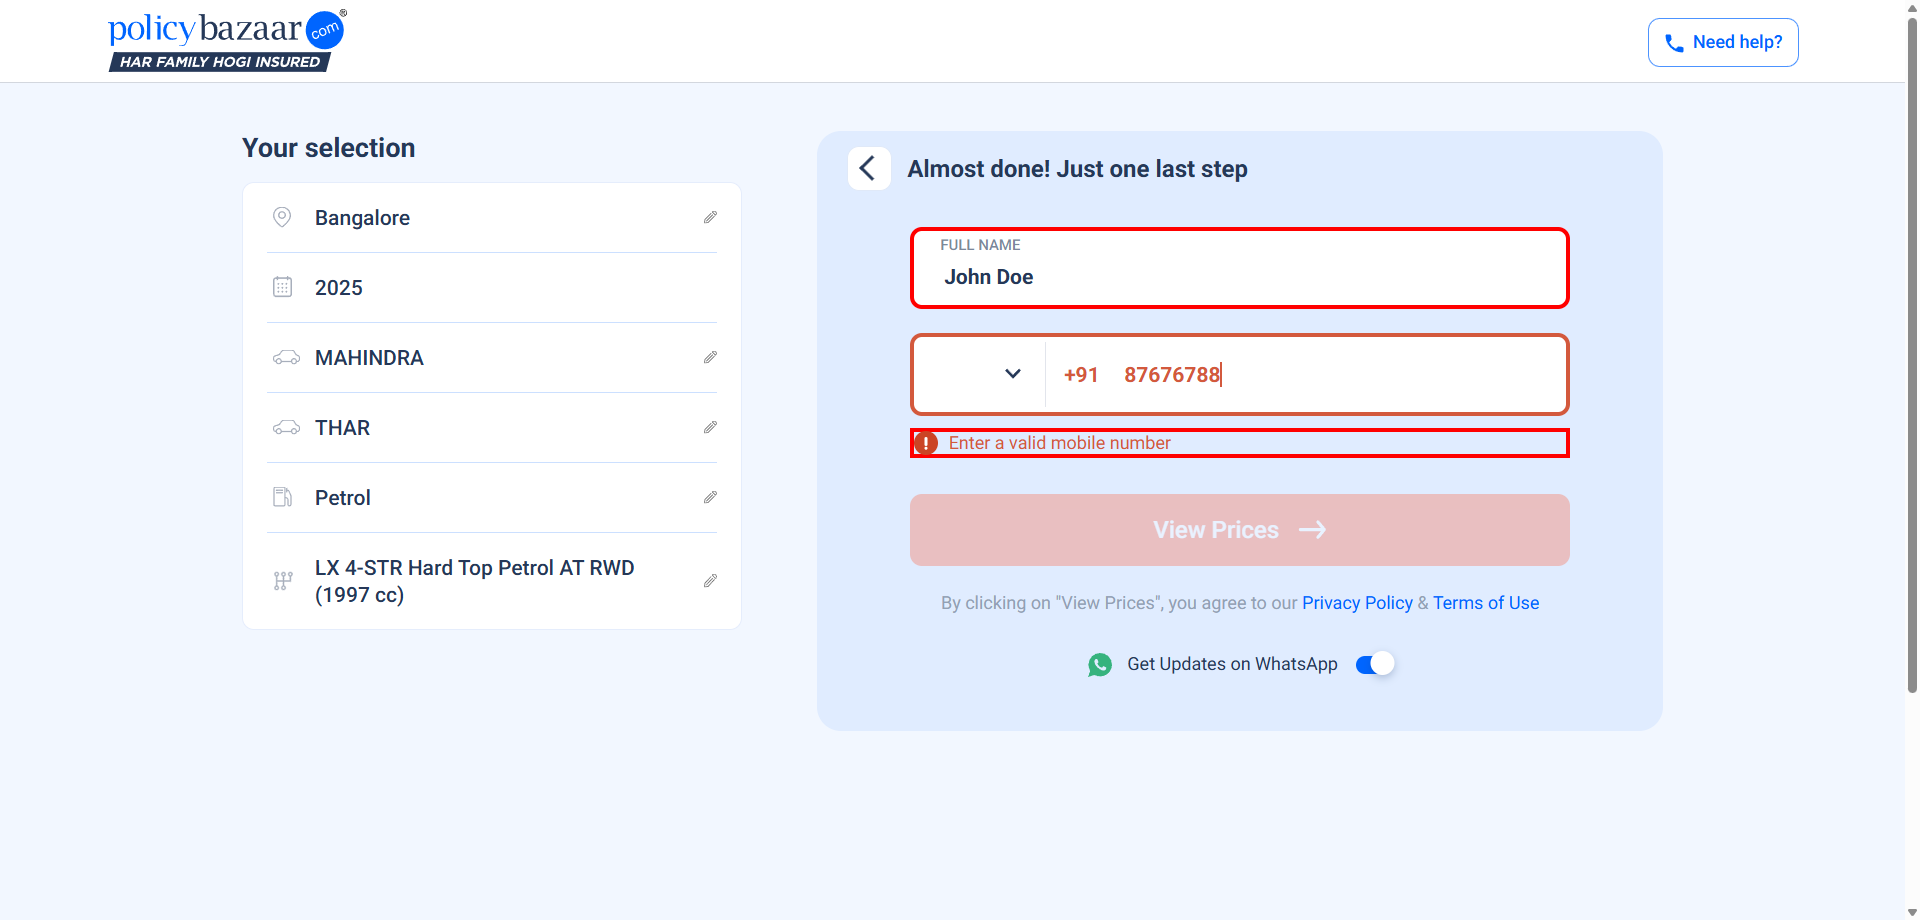 policybazaar com ®
HAR FAMILY HOGI INSURED
Need help?
Your selection
Bangalore
2025
MAHINDRA
THAR
Petrol
LX 4-STR Hard Top Petrol AT RWD
(1997 cc)
Almost done! Just one last step
FULL NAME
John Doe
+91 87676788
Enter a valid mobile number
View Prices
By clicking on "View Prices", you agree to our Privacy Policy & Terms of Use
Get Updates on WhatsApp